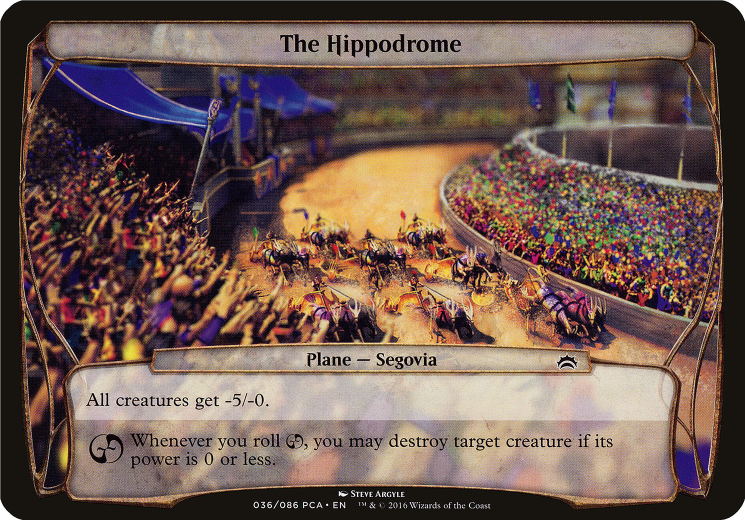 The Hippodrome
Plane — Segovia
All creatures get -5/-0.
Whenever you roll , you may destroy target creature if its
power is 0 or less.
Steve Argyle
036/086 PCA • EN ™ & © 2016 Wizards of the Coast